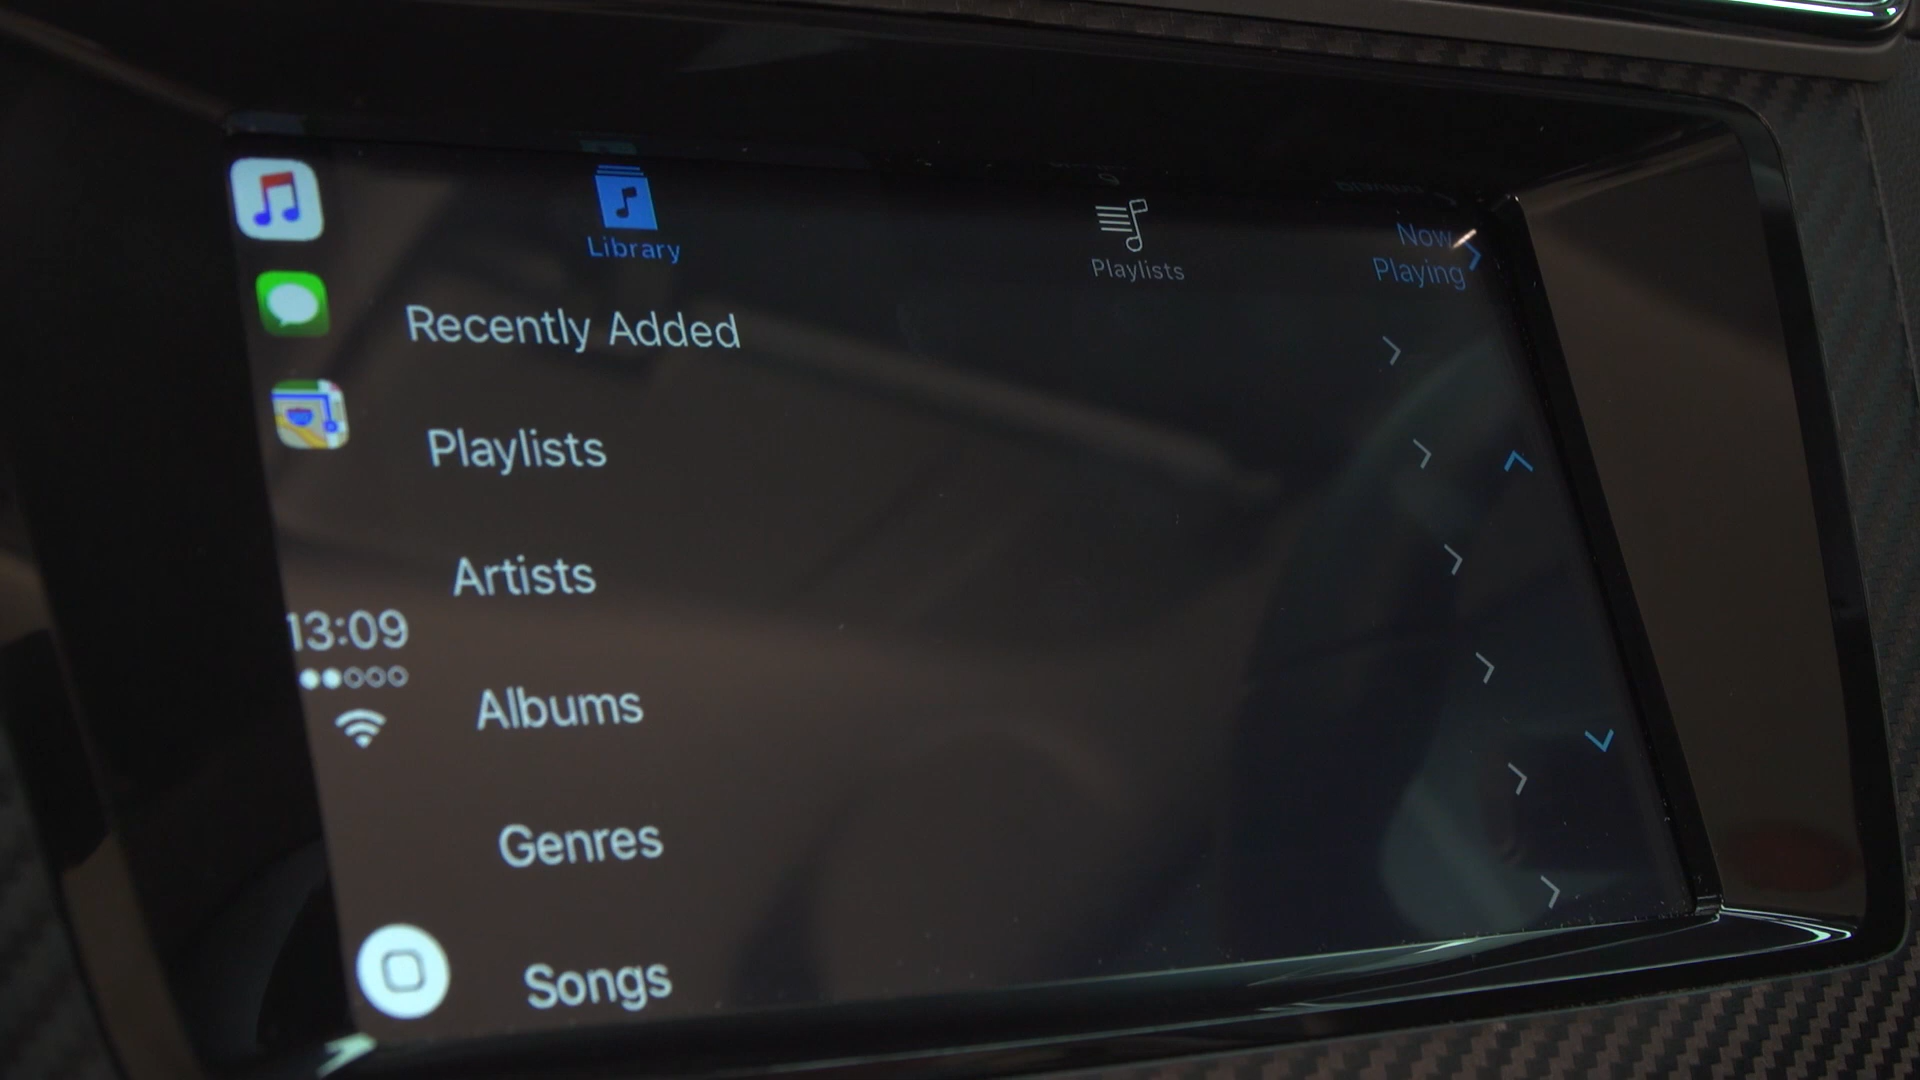 Library
Playlists
Now
Playing
Recently Added
Playlists
Artists
13:09
Albums
Genres
Songs